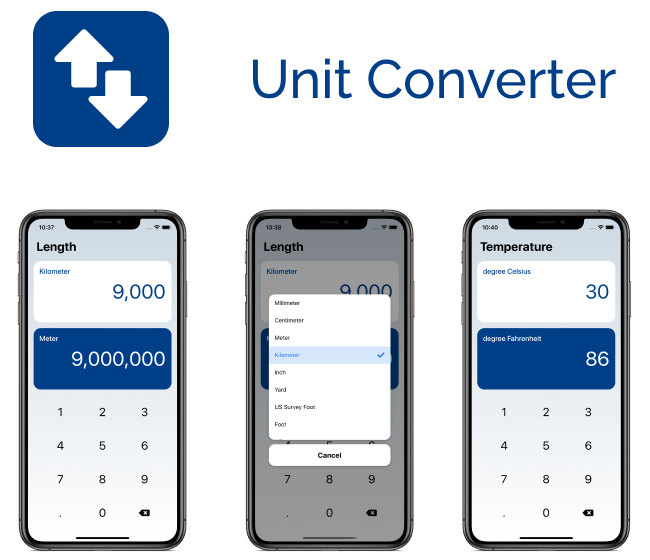 Unit Converter
10:37
Length
Kilometer
9,000
Meter
9,000,000
1 2 3
4 5 6
7 8 9
. 0
10:38
Length
Kilometer
9,000
Millimeter
Centimeter
Meter
Kilometer
Inch
Yard
US Survey Foot
Foot
Cancel
7 8 9
. 0
10:40
Temperature
degree Celsius
30
degree Fahrenheit
86
1 2 3
4 5 6
7 8 9
. 0